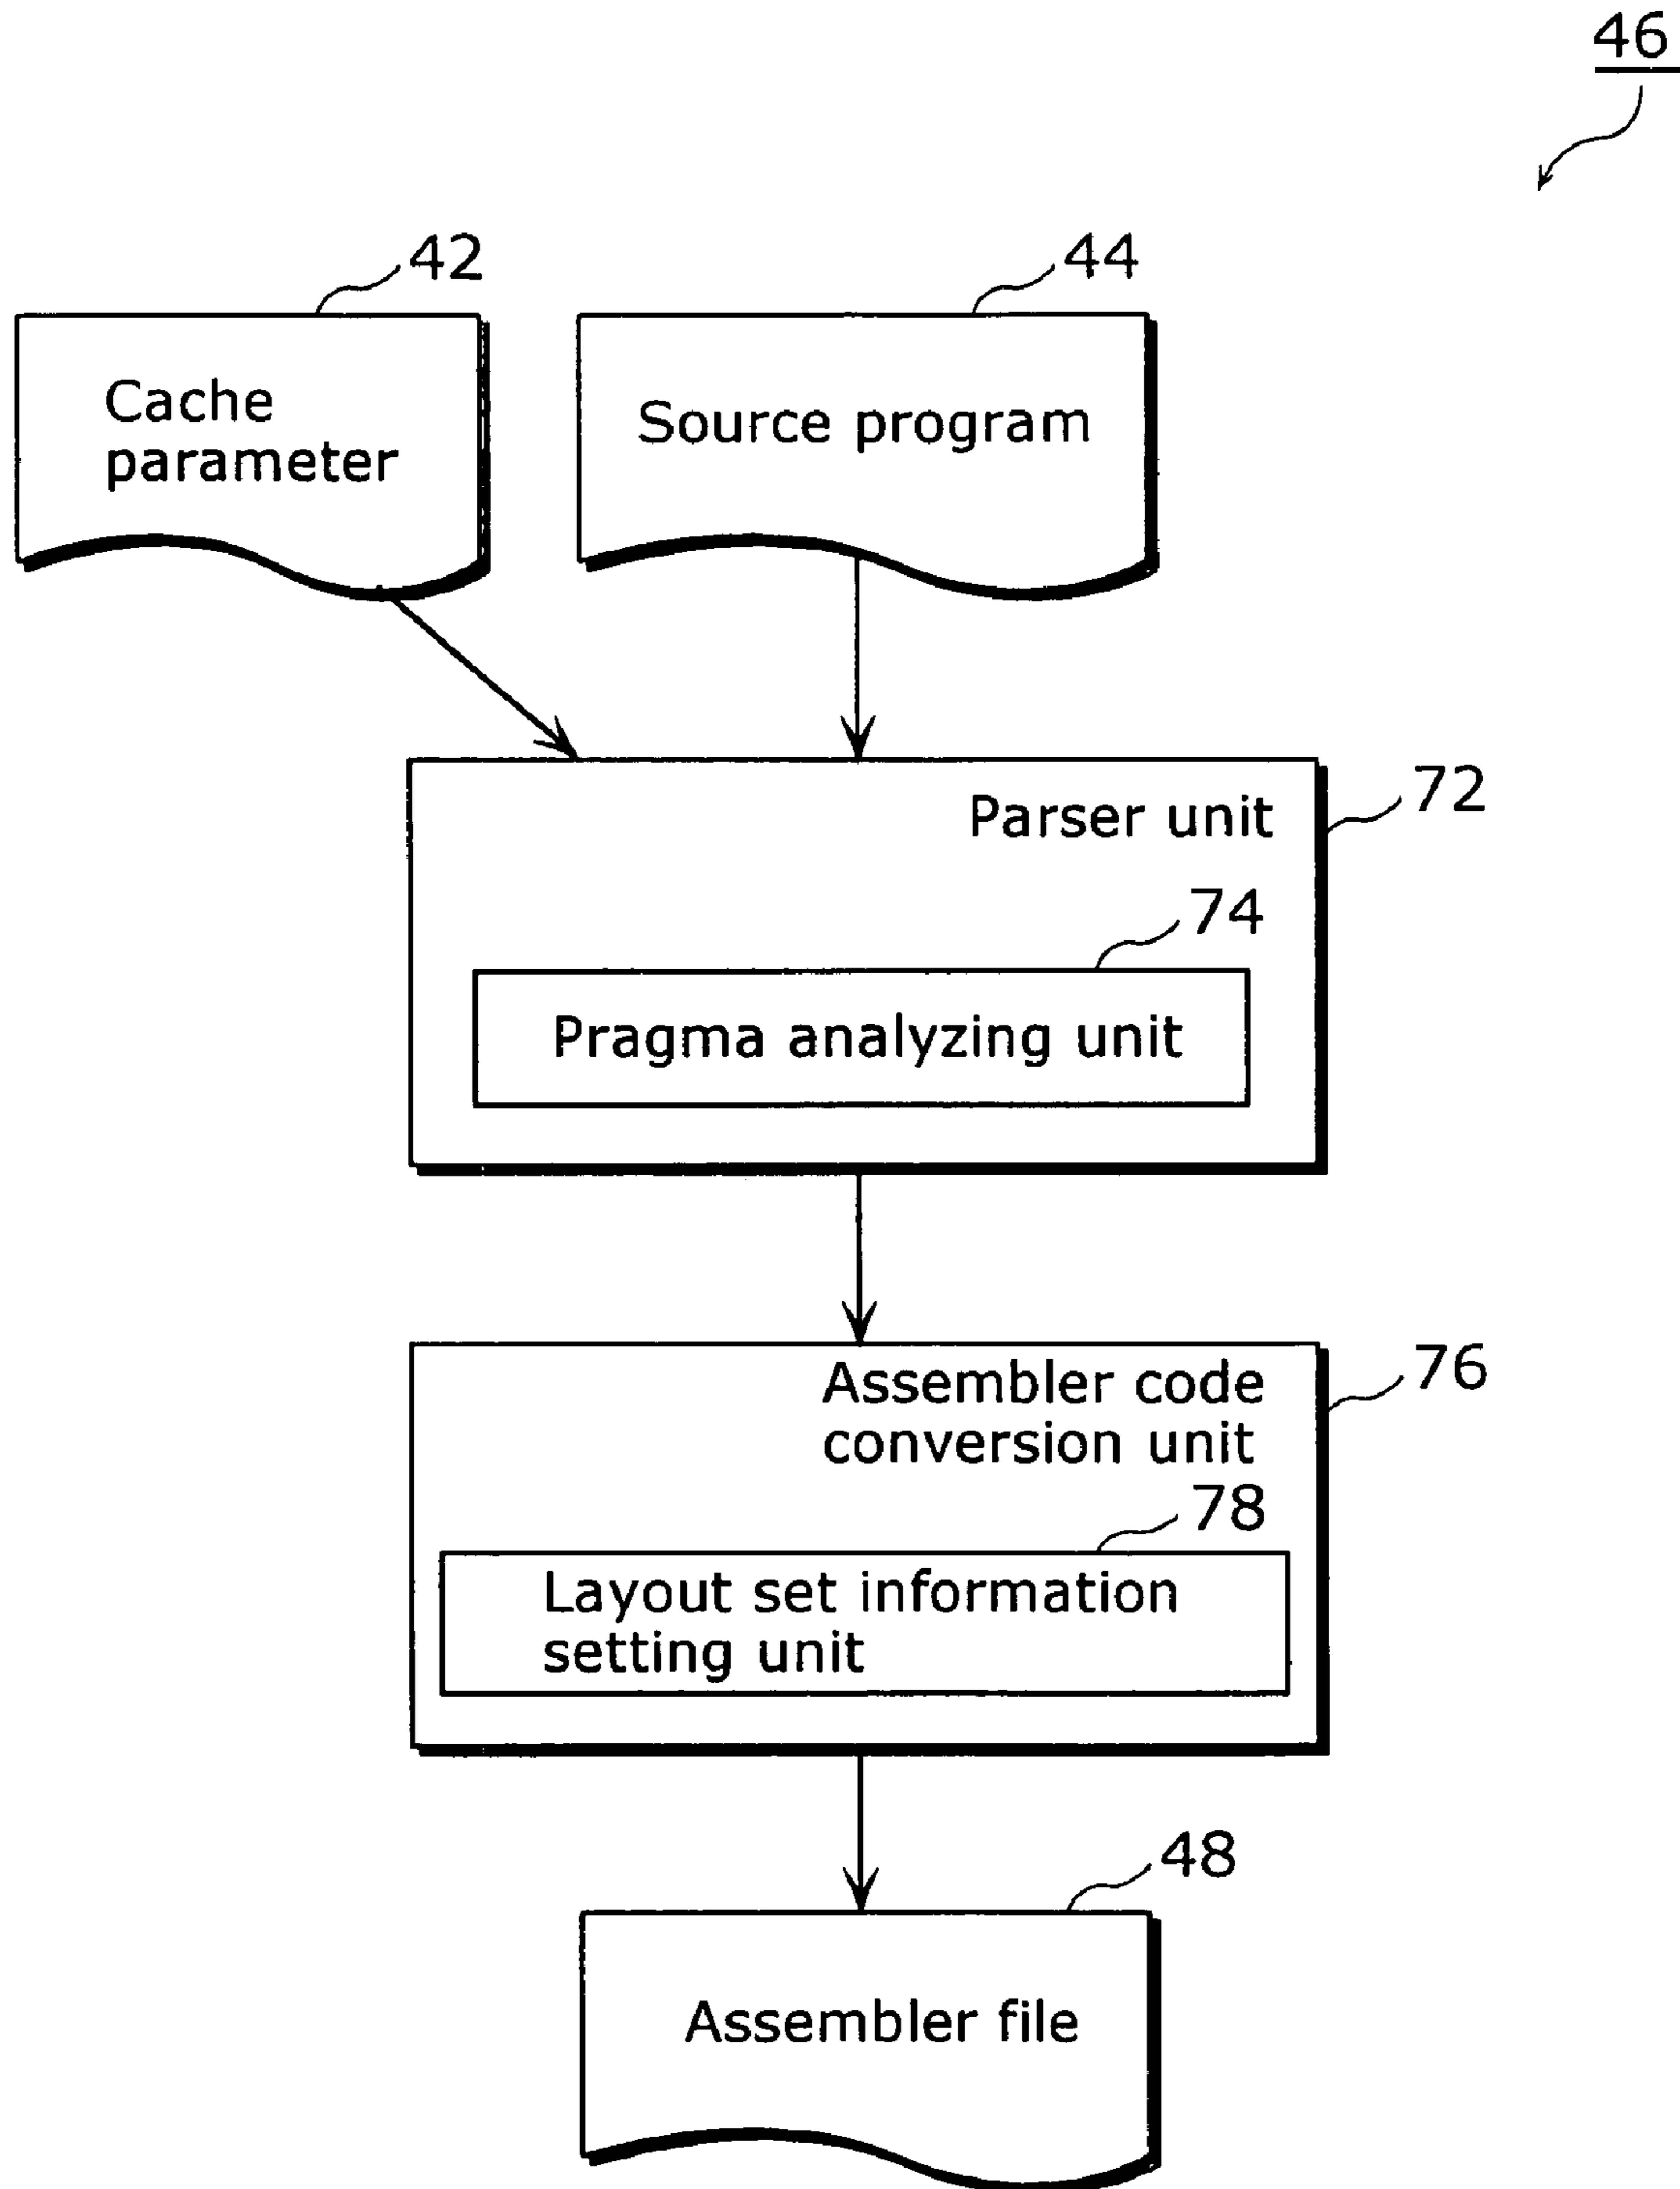 46
42
44
Cache
parameter
Source program
72
Parser unit
74
Pragma analyzing unit
76
Assembler code
conversion unit
78
Layout set information
setting unit
48
Assembler file